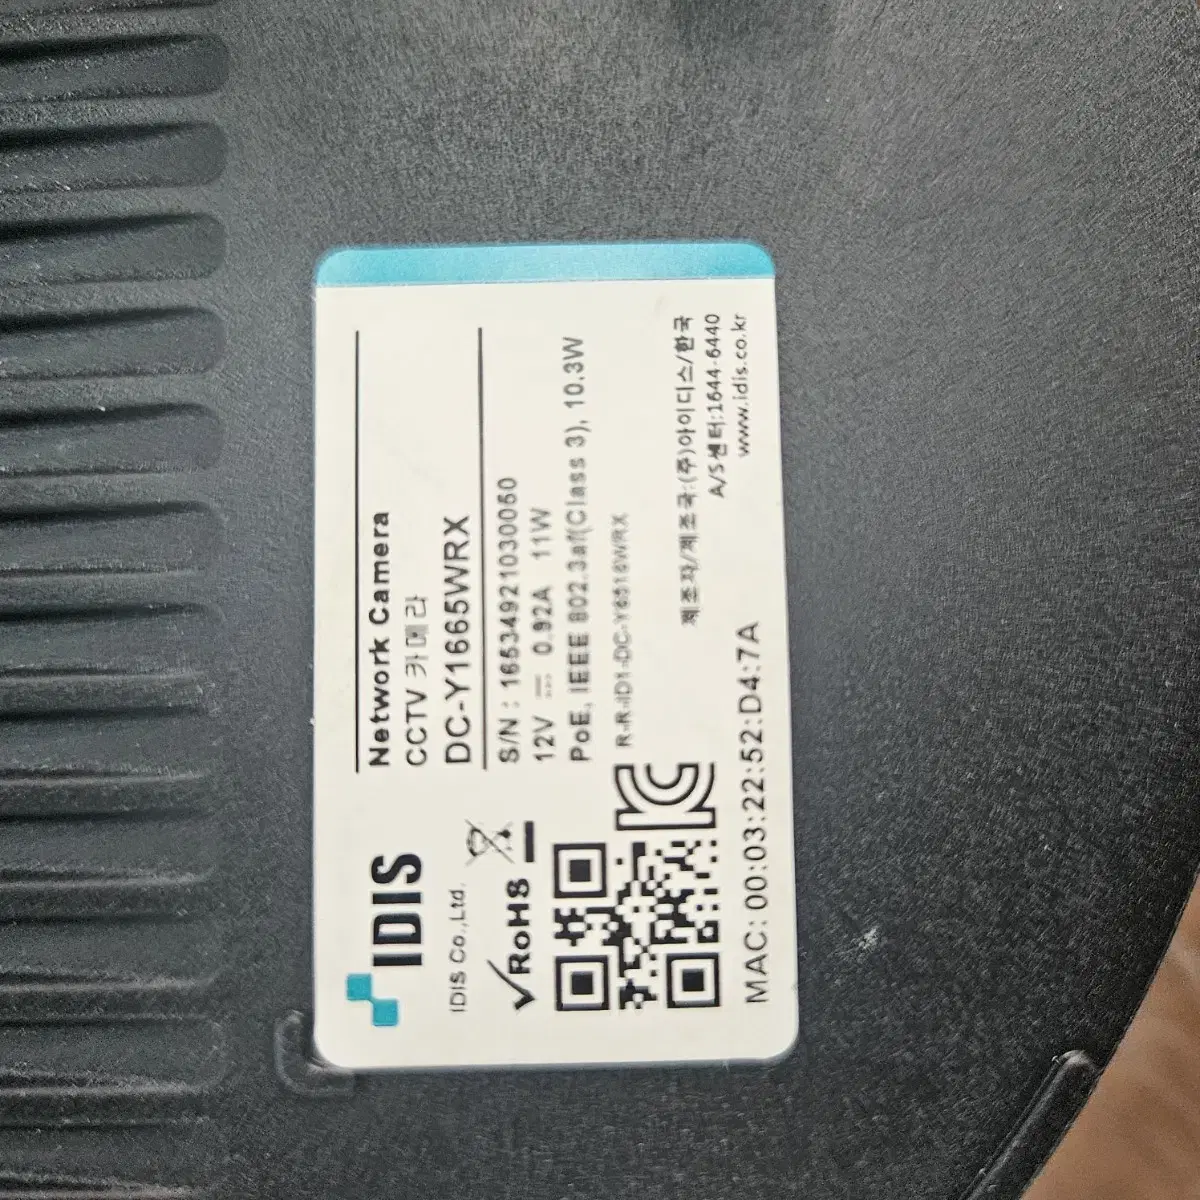 IDIS
IDIS Co.,Ltd.
RoHS
Network Camera
CCTV 카메라
DC-Y1665WRX
S/N : 16534921030050
12V 0.92A 11W
PoE, IEEE 802.3af(Class 3), 10.3W
R-R-ID1-DC-Y6516WRX
제조자/제조국:(주)아이디스/한국
A/S센터:1644-6440
www.idis.co.kr
MAC: 00:03:22:52:D4:7A